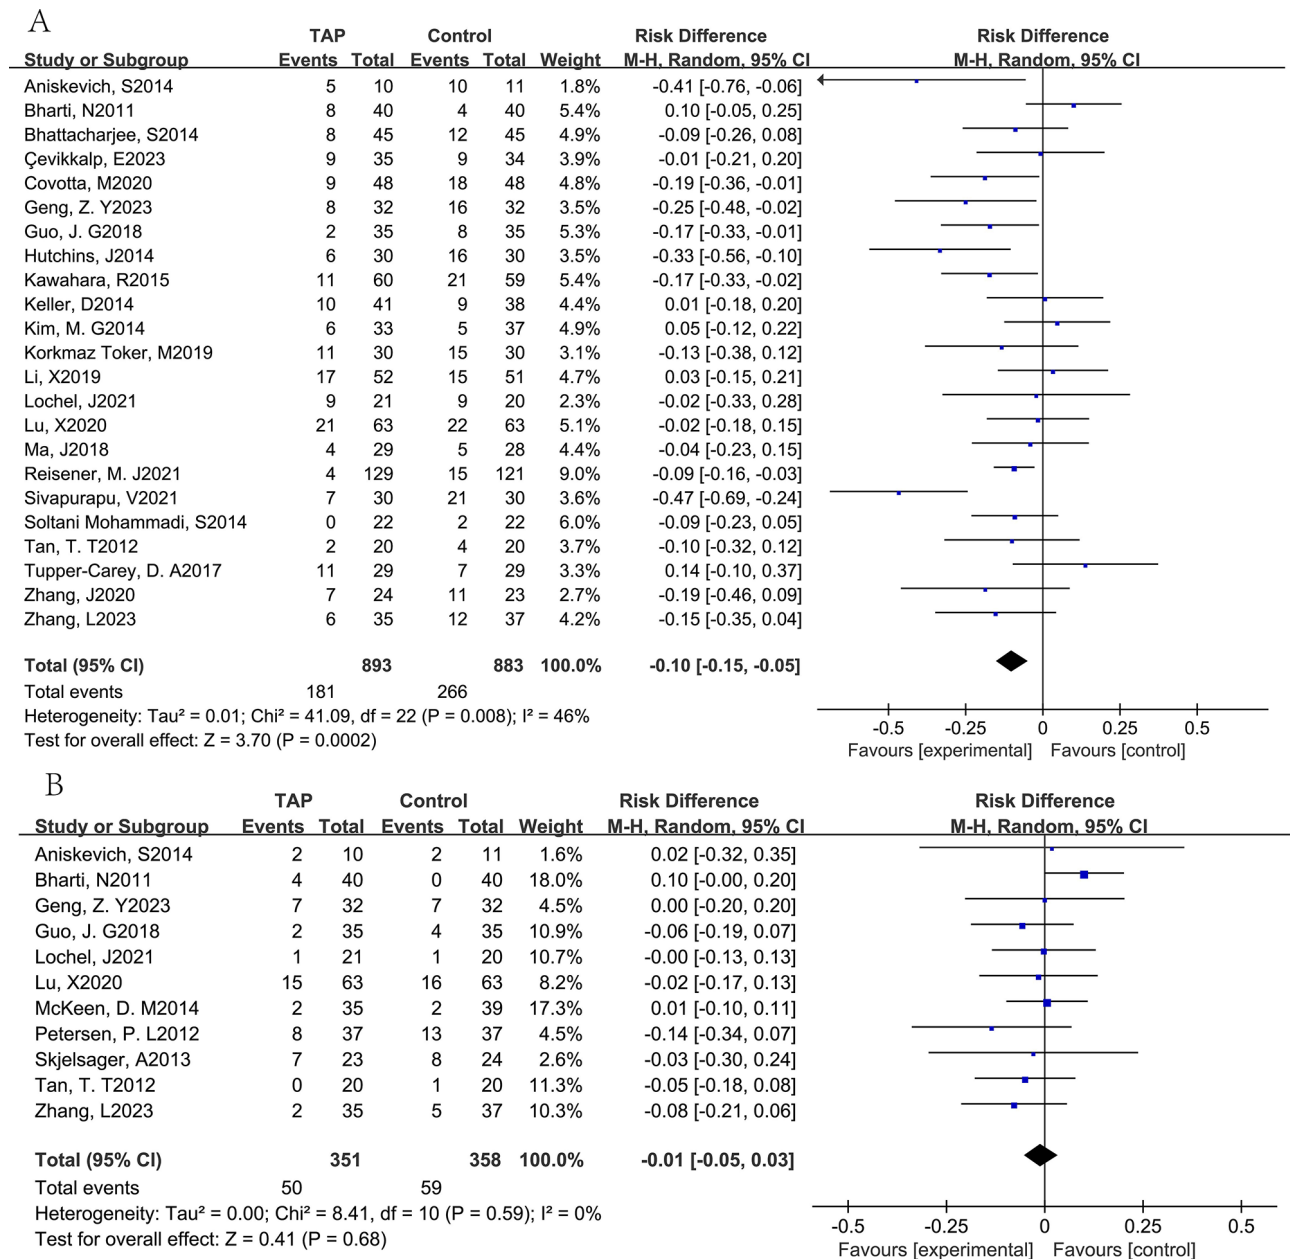 A
TAP Control Risk Difference Risk Difference
Study or Subgroup Events Total Events Total Weight M-H, Random, 95% CI M-H, Random, 95% CI
Aniskevich, S2014 5 10 10 11 1.8% -0.41 [-0.76, -0.06]
Bharti, N2011 8 40 4 40 5.4% 0.10 [-0.05, 0.25]
Bhattacharjee, S2014 8 45 12 45 4.9% -0.09 [-0.26, 0.08]
Çevikkalp, E2023 9 35 9 34 3.9% -0.01 [-0.21, 0.20]
Covotta, M2020 9 48 18 48 4.8% -0.19 [-0.36, -0.01]
Geng, Z. Y2023 8 32 16 32 3.5% -0.25 [-0.48, -0.02]
Guo, J. G2018 2 35 8 35 5.3% -0.17 [-0.33, -0.01]
Hutchins, J2014 6 30 16 30 3.5% -0.33 [-0.56, -0.10]
Kawahara, R2015 11 60 21 59 5.4% -0.17 [-0.33, -0.02]
Keller, D2014 10 41 9 38 4.4% 0.01 [-0.18, 0.20]
Kim, M. G2014 6 33 5 37 4.9% 0.05 [-0.12, 0.22]
Korkmaz Toker, M2019 11 30 15 30 3.1% -0.13 [-0.38, 0.12]
Li, X2019 17 52 15 51 4.7% 0.03 [-0.15, 0.21]
Lochel, J2021 9 21 9 20 2.3% -0.02 [-0.33, 0.28]
Lu, X2020 21 63 22 63 5.1% -0.02 [-0.18, 0.15]
Ma, J2018 4 29 5 28 4.4% -0.04 [-0.23, 0.15]
Reisener, M. J2021 4 129 15 121 9.0% -0.09 [-0.16, -0.03]
Sivapurapu, V2021 7 30 21 30 3.6% -0.47 [-0.69, -0.24]
Soltani Mohammadi, S2014 0 22 2 22 6.0% -0.09 [-0.23, 0.05]
Tan, T. T2012 2 20 4 20 3.7% -0.10 [-0.32, 0.12]
Tupper-Carey, D. A2017 11 29 7 29 3.3% 0.14 [-0.10, 0.37]
Zhang, J2020 7 24 11 23 2.7% -0.19 [-0.46, 0.09]
Zhang, L2023 6 35 12 37 4.2% -0.15 [-0.35, 0.04]
Total (95% CI) 893 883 100.0% -0.10 [-0.15, -0.05]
Total events 181 266
Heterogeneity: Tau² = 0.01; Chi² = 41.09, df = 22 (P = 0.008); I² = 46%
Test for overall effect: Z = 3.70 (P = 0.0002)
-0.5 -0.25 0 0.25 0.5
Favours [experimental] Favours [control]
B
TAP Control Risk Difference Risk Difference
Study or Subgroup Events Total Events Total Weight M-H, Random, 95% CI M-H, Random, 95% CI
Aniskevich, S2014 2 10 2 11 1.6% 0.02 [-0.32, 0.35]
Bharti, N2011 4 40 0 40 18.0% 0.10 [-0.00, 0.20]
Geng, Z. Y2023 7 32 7 32 4.5% 0.00 [-0.20, 0.20]
Guo, J. G2018 2 35 4 35 10.9% -0.06 [-0.19, 0.07]
Lochel, J2021 1 21 1 20 10.7% -0.00 [-0.13, 0.13]
Lu, X2020 15 63 16 63 8.2% -0.02 [-0.17, 0.13]
McKeen, D. M2014 2 35 2 39 17.3% 0.01 [-0.10, 0.11]
Petersen, P. L2012 8 37 13 37 4.5% -0.14 [-0.34, 0.07]
Skjelsager, A2013 7 23 8 24 2.6% -0.03 [-0.30, 0.24]
Tan, T. T2012 0 20 1 20 11.3% -0.05 [-0.18, 0.08]
Zhang, L2023 2 35 5 37 10.3% -0.08 [-0.21, 0.06]
Total (95% CI) 351 358 100.0% -0.01 [-0.05, 0.03]
Total events 50 59
Heterogeneity: Tau² = 0.00; Chi² = 8.41, df = 10 (P = 0.59); I² = 0%
Test for overall effect: Z = 0.41 (P = 0.68)
-0.5 -0.25 0 0.25 0.5
Favours [experimental] Favours [control]